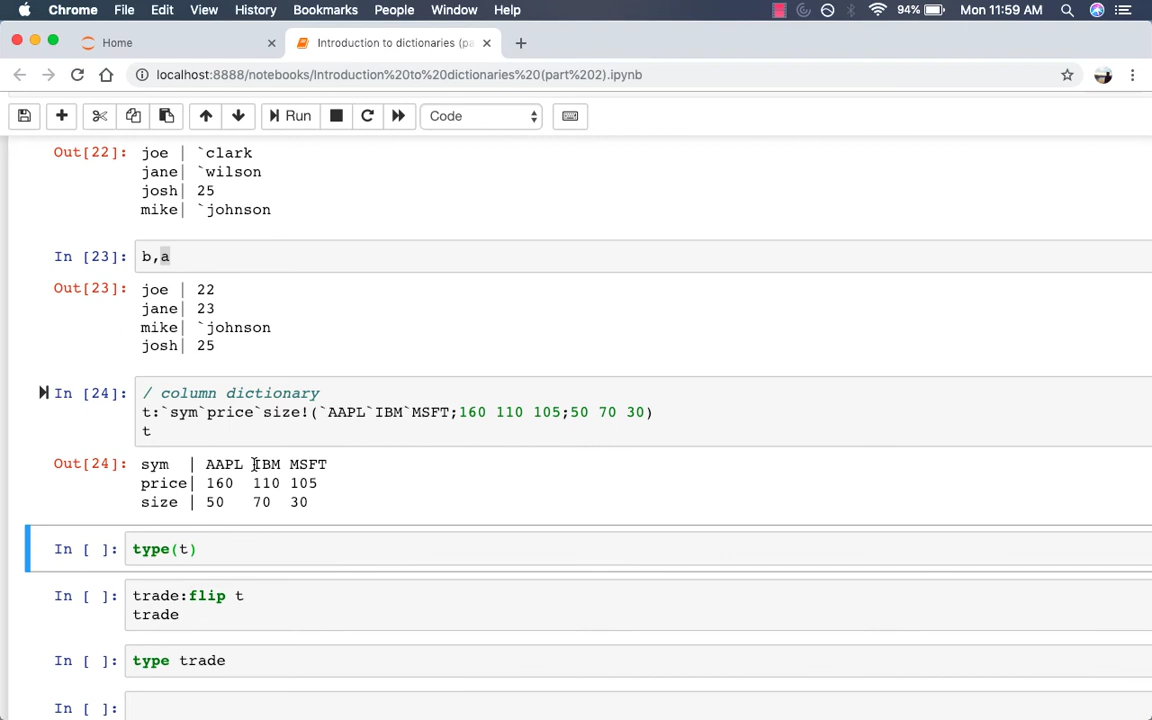 Chrome File Edit View History Bookmarks People Window Help 94% Mon 11:59 AM
Home Introduction to dictionaries (pa
localhost:8888/notebooks/Introduction%20to%20dictionaries%20(part%202).ipynb
Run Code
Out[22]: joe | `clark
jane| `wilson
josh| 25
mike| `johnson
In [23]: b,a
Out[23]: joe | 22
jane| 23
mike| `johnson
josh| 25
In [24]: / column dictionary
t:`sym`price`size!(`AAPL`IBM`MSFT;160 110 105;50 70 30)
t
Out[24]: sym | AAPL IBM MSFT
price| 160 110 105
size | 50 70 30
In [ ]: type(t)
In [ ]: trade:flip t
trade
In [ ]: type trade
In [ ]: